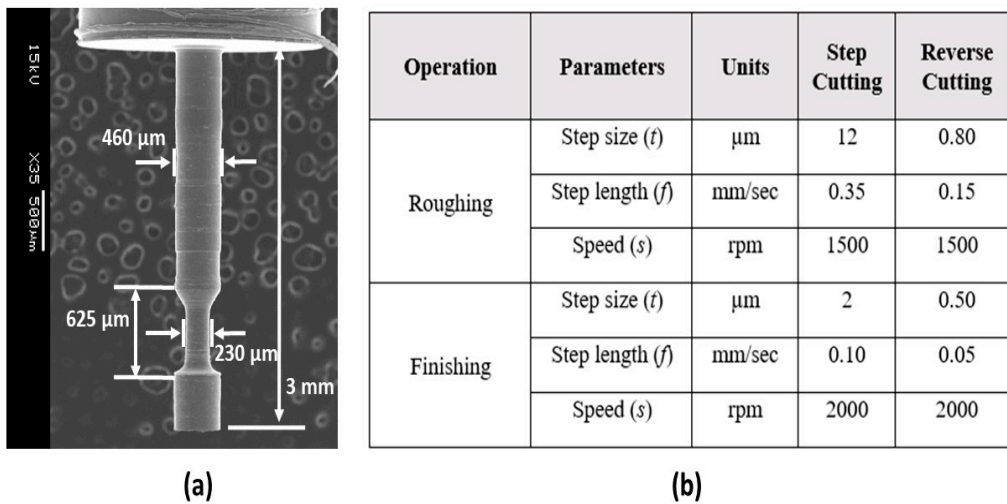 15kU X35 500µm
460 µm
625 µm
230 µm
3 mm
(a)
Operation Parameters Units Step Cutting Reverse Cutting
Roughing
Step size (t) µm 12 0.80
Step length (f) mm/sec 0.35 0.15
Speed (s) rpm 1500 1500
Finishing
Step size (t) µm 2 0.50
Step length (f) mm/sec 0.10 0.05
Speed (s) rpm 2000 2000
(b)